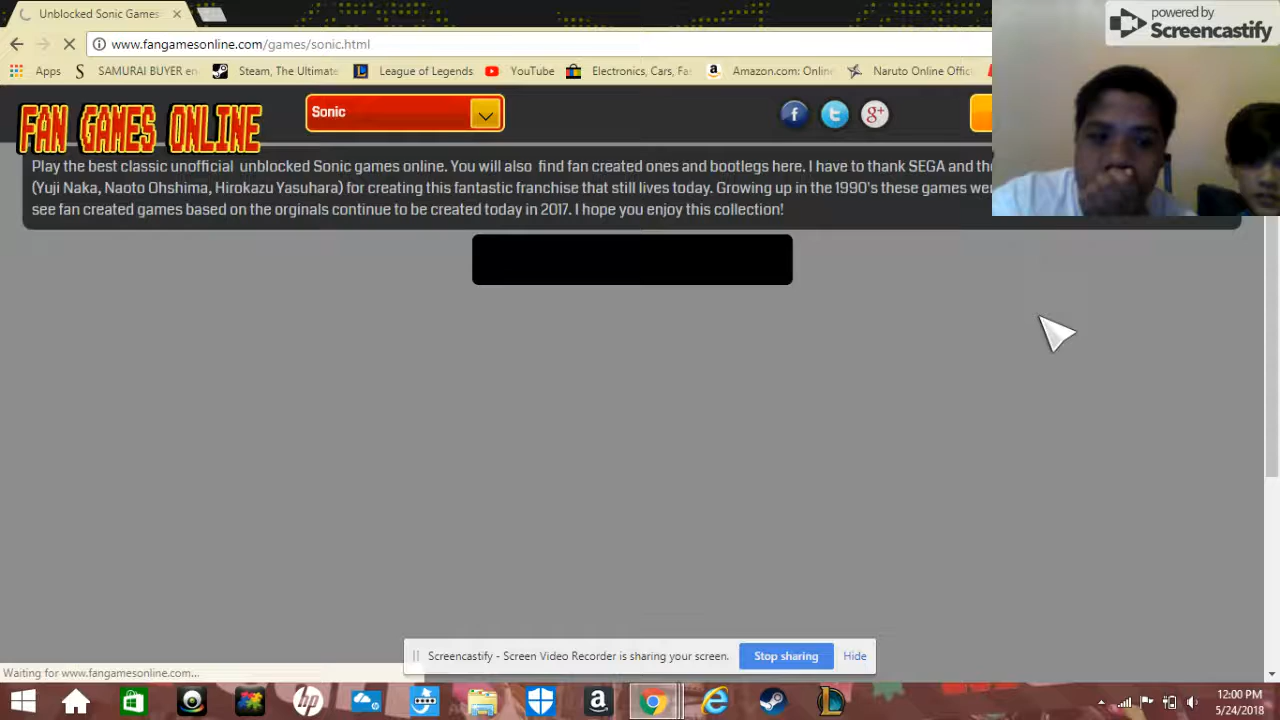 Unblocked Sonic Games
www.fangamesonline.com/games/sonic.html
Apps SAMURAI BUYER en Steam, The Ultimate League of Legends YouTube Electronics, Cars, Fas Amazon.com: Onlin Naruto Online Offic
powered by
Screencastify
FAN GAMES ONLINE
Sonic
Play the best classic unofficial unblocked Sonic games online. You will also find fan created ones and bootlegs here. I have to thank SEGA and the
(Yuji Naka, Naoto Ohshima, Hirokazu Yasuhara) for creating this fantastic franchise that still lives today. Growing up in the 1990's these games wer
see fan created games based on the orginals continue to be created today in 2017. I hope you enjoy this collection!
Screencastify - Screen Video Recorder is sharing your screen. Stop sharing Hide
Waiting for www.fangamesonline.com...
12:00 PM
5/24/2018